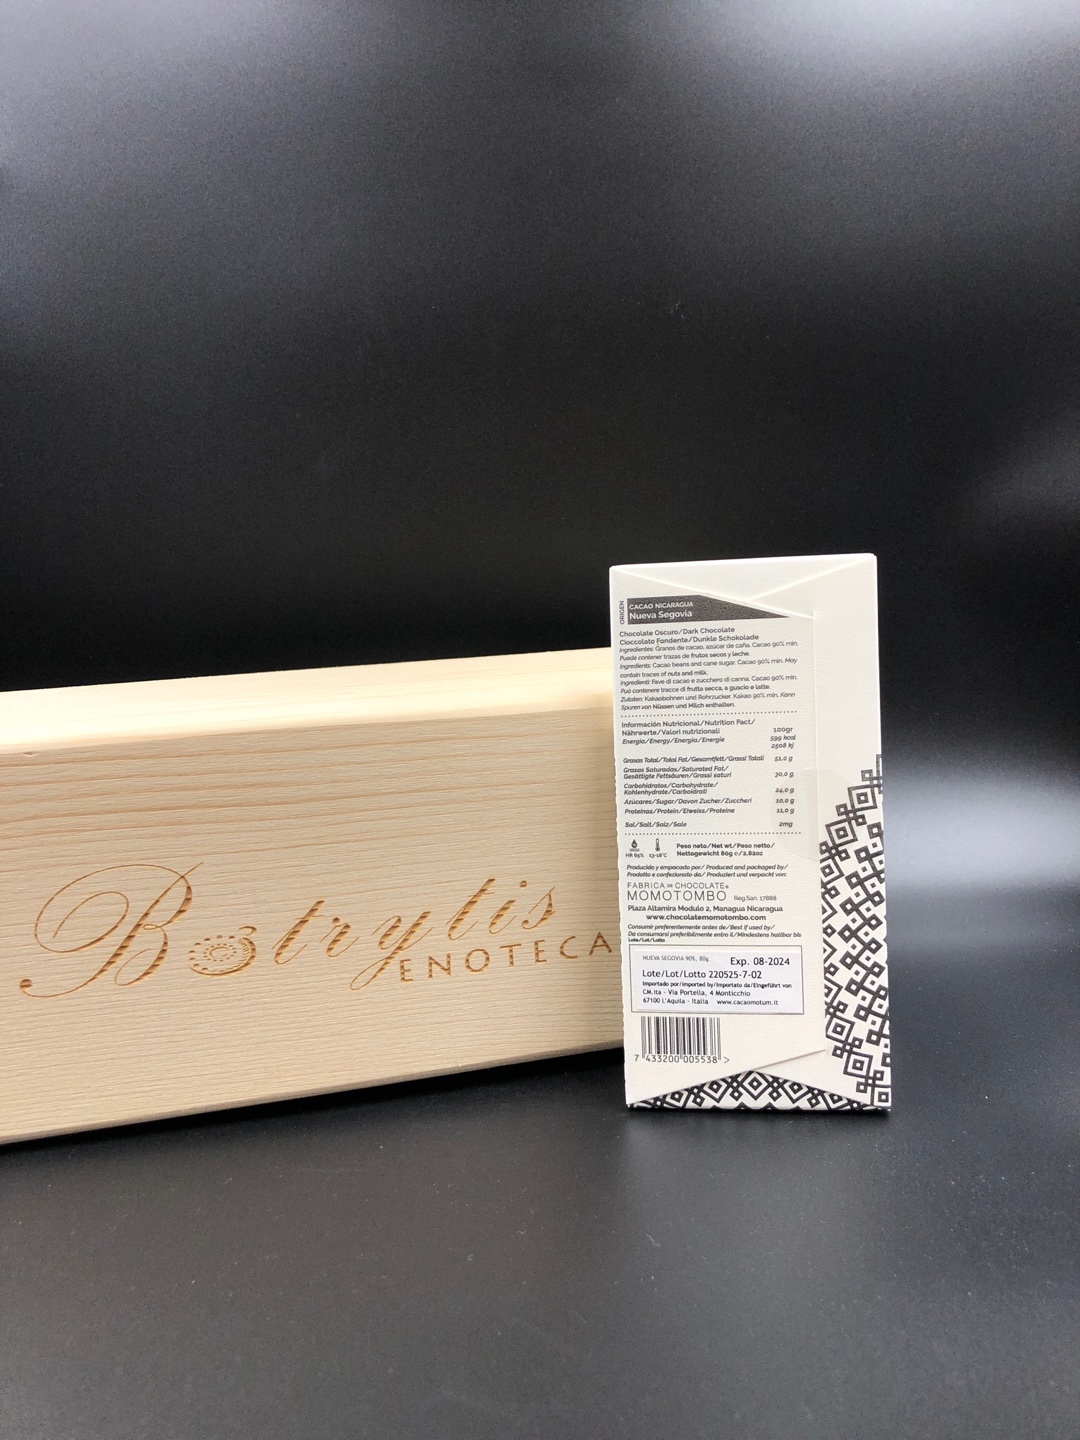 Botrytis
ENOTECA
ORIGEN
CACAO NICARAGUA
Nueva Segovia
Chocolate Oscuro/Dark Chocolate
Cioccolato Fondente/Dunkle Schokolade
Ingredientes: Granos de cacao, azúcar de caña. Cacao 90% min.
Puede contener trazas de frutos secos y leche.
Ingredients: Cacao beans and cane sugar. Cacao 90% min. May
contain traces of nuts and milk.
Ingredienti: Fave di cacao e zucchero di canna. Cacao 90% min.
Può contenere tracce di frutta secca, a guscio e latte.
Zutaten: Kakaobohnen und Rohrzucker. Kakao 90% min. Kann
Spuren von Nüssen und Milch enthalten.
Información Nutricional/Nutrition Fact/
Nährwerte/Valori nutrizionali 100gr
Energía/Energy/Energia/Energie 599 kcal
2508 kj
Grasas Total/Total Fat/Gesamtfett/Grassi Totali 51,0 g
Grasas Saturadas/Saturated Fat/
Gesättigte Fettsäuren/Grassi saturi 30,0 g
Carbohidratos/Carbohydrate/
Kohlenhydrate/Carboidrati 24,0 g
Azúcares/Sugar/Davon Zucker/Zuccheri 10,0 g
Proteinas/Protein/Eiweiss/Proteine 11,0 g
Sal/Salt/Salz/Sale 2mg
HR 65% 13-18°C
Peso neto/Net wt/Peso netto/
Nettogewicht 80g e/2,82oz
Producido y empacado por/ Produced and packaged by/
Prodotto e confezionato da/ Produziert und verpackt von:
FABRICA DE CHOCOLATE
MOMOTOMBO Reg.San. 17888
Plaza Altamira Modulo 2, Managua Nicaragua
www.chocolatemomotombo.com
Consumir preferentemente antes de/Best if used by/
Da consumarsi preferibilmente entro il/Mindestens haltbar bis
Lote/Lot/Lotto
NUEVA SEGOVIA 90%, 80g. Exp. 08-2024
Lote/Lot/Lotto 220525-7-02
Importado por/Imported by/Importato da/Eingeführt von
CM.ita - Via Portella, 4 Monticchio
67100 L'Aquila - Italia www.cacaomotum.it
7 433200 005538 >